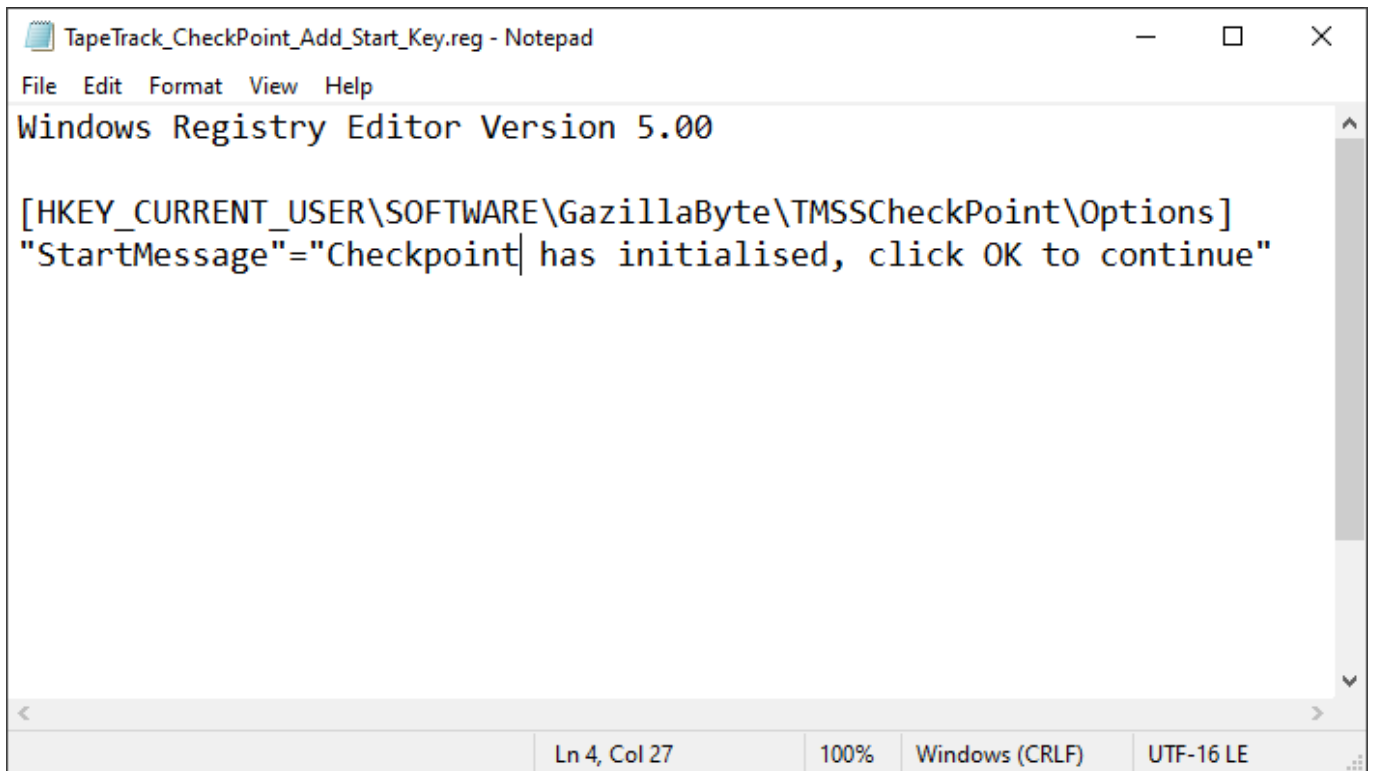 TapeTrack_CheckPoint_Add_Start_Key.reg - Notepad
File Edit Format View Help
Windows Registry Editor Version 5.00
[HKEY_CURRENT_USER\SOFTWARE\GazillaByte\TMSSCheckPoint\Options]
"StartMessage"="Checkpoint has initialised, click OK to continue"
Ln 4, Col 27 100% Windows (CRLF) UTF-16 LE